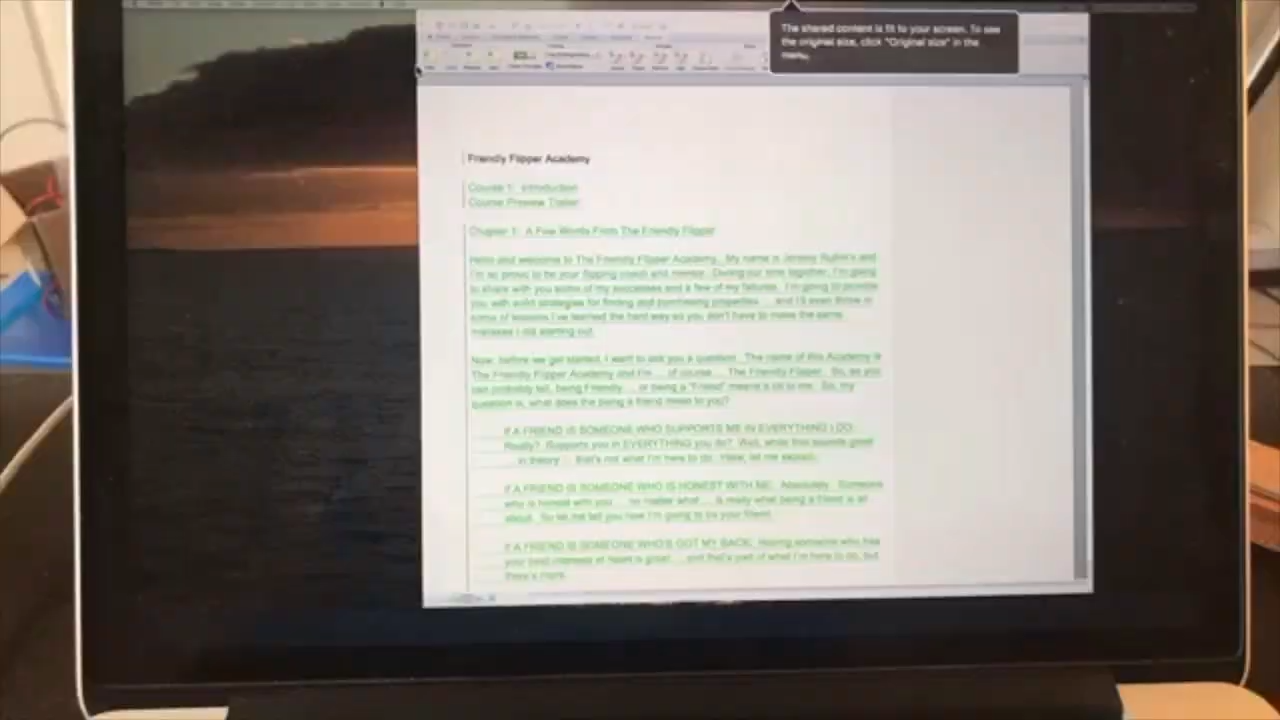 The shared content is fit to your screen. To see
the original size, click "Original size" in the
menu.
Friendly Flipper Academy
Course 1: Introduction
Course Preview Trailer
Chapter 1: A Few Words From The Friendly Flipper
Hello and welcome to The Friendly Flipper Academy. My name is Jeremy and
I'm so proud to be your flipping coach and mentor. During our time together, I'm going
to share with you some of my successes and a few of my failures. I'm going to provide
you with solid strategies for finding and purchasing properties ... and I'll even throw in
some of lessons I've learned the hard way so you don't have to make the same
mistakes I did starting out.
Now, before we get started, I want to ask you a question. The name of this Academy is
The Friendly Flipper Academy and I'm ... of course ... The Friendly Flipper. So, as you
can probably tell, being Friendly ... or being a "Friend" means a lot to me. So, my
question is, what does the being a friend mean to you?
If A FRIEND IS SOMEONE WHO SUPPORTS ME IN EVERYTHING I DO.
Really? Supports you in EVERYTHING you do? Well, while that sounds great
... in theory ... that's not what I'm here to do. Here, let me explain.
If A FRIEND IS SOMEONE WHO IS HONEST WITH ME. Absolutely. Someone
who is honest with you ... no matter what ... is really what being a friend is all
about. So let me tell you now I'm going to be your friend.
If A FRIEND IS SOMEONE WHO'S GOT MY BACK. Having someone who has
your best interests at heart is great ... and that's part of what I'm here to do, but
there's more.